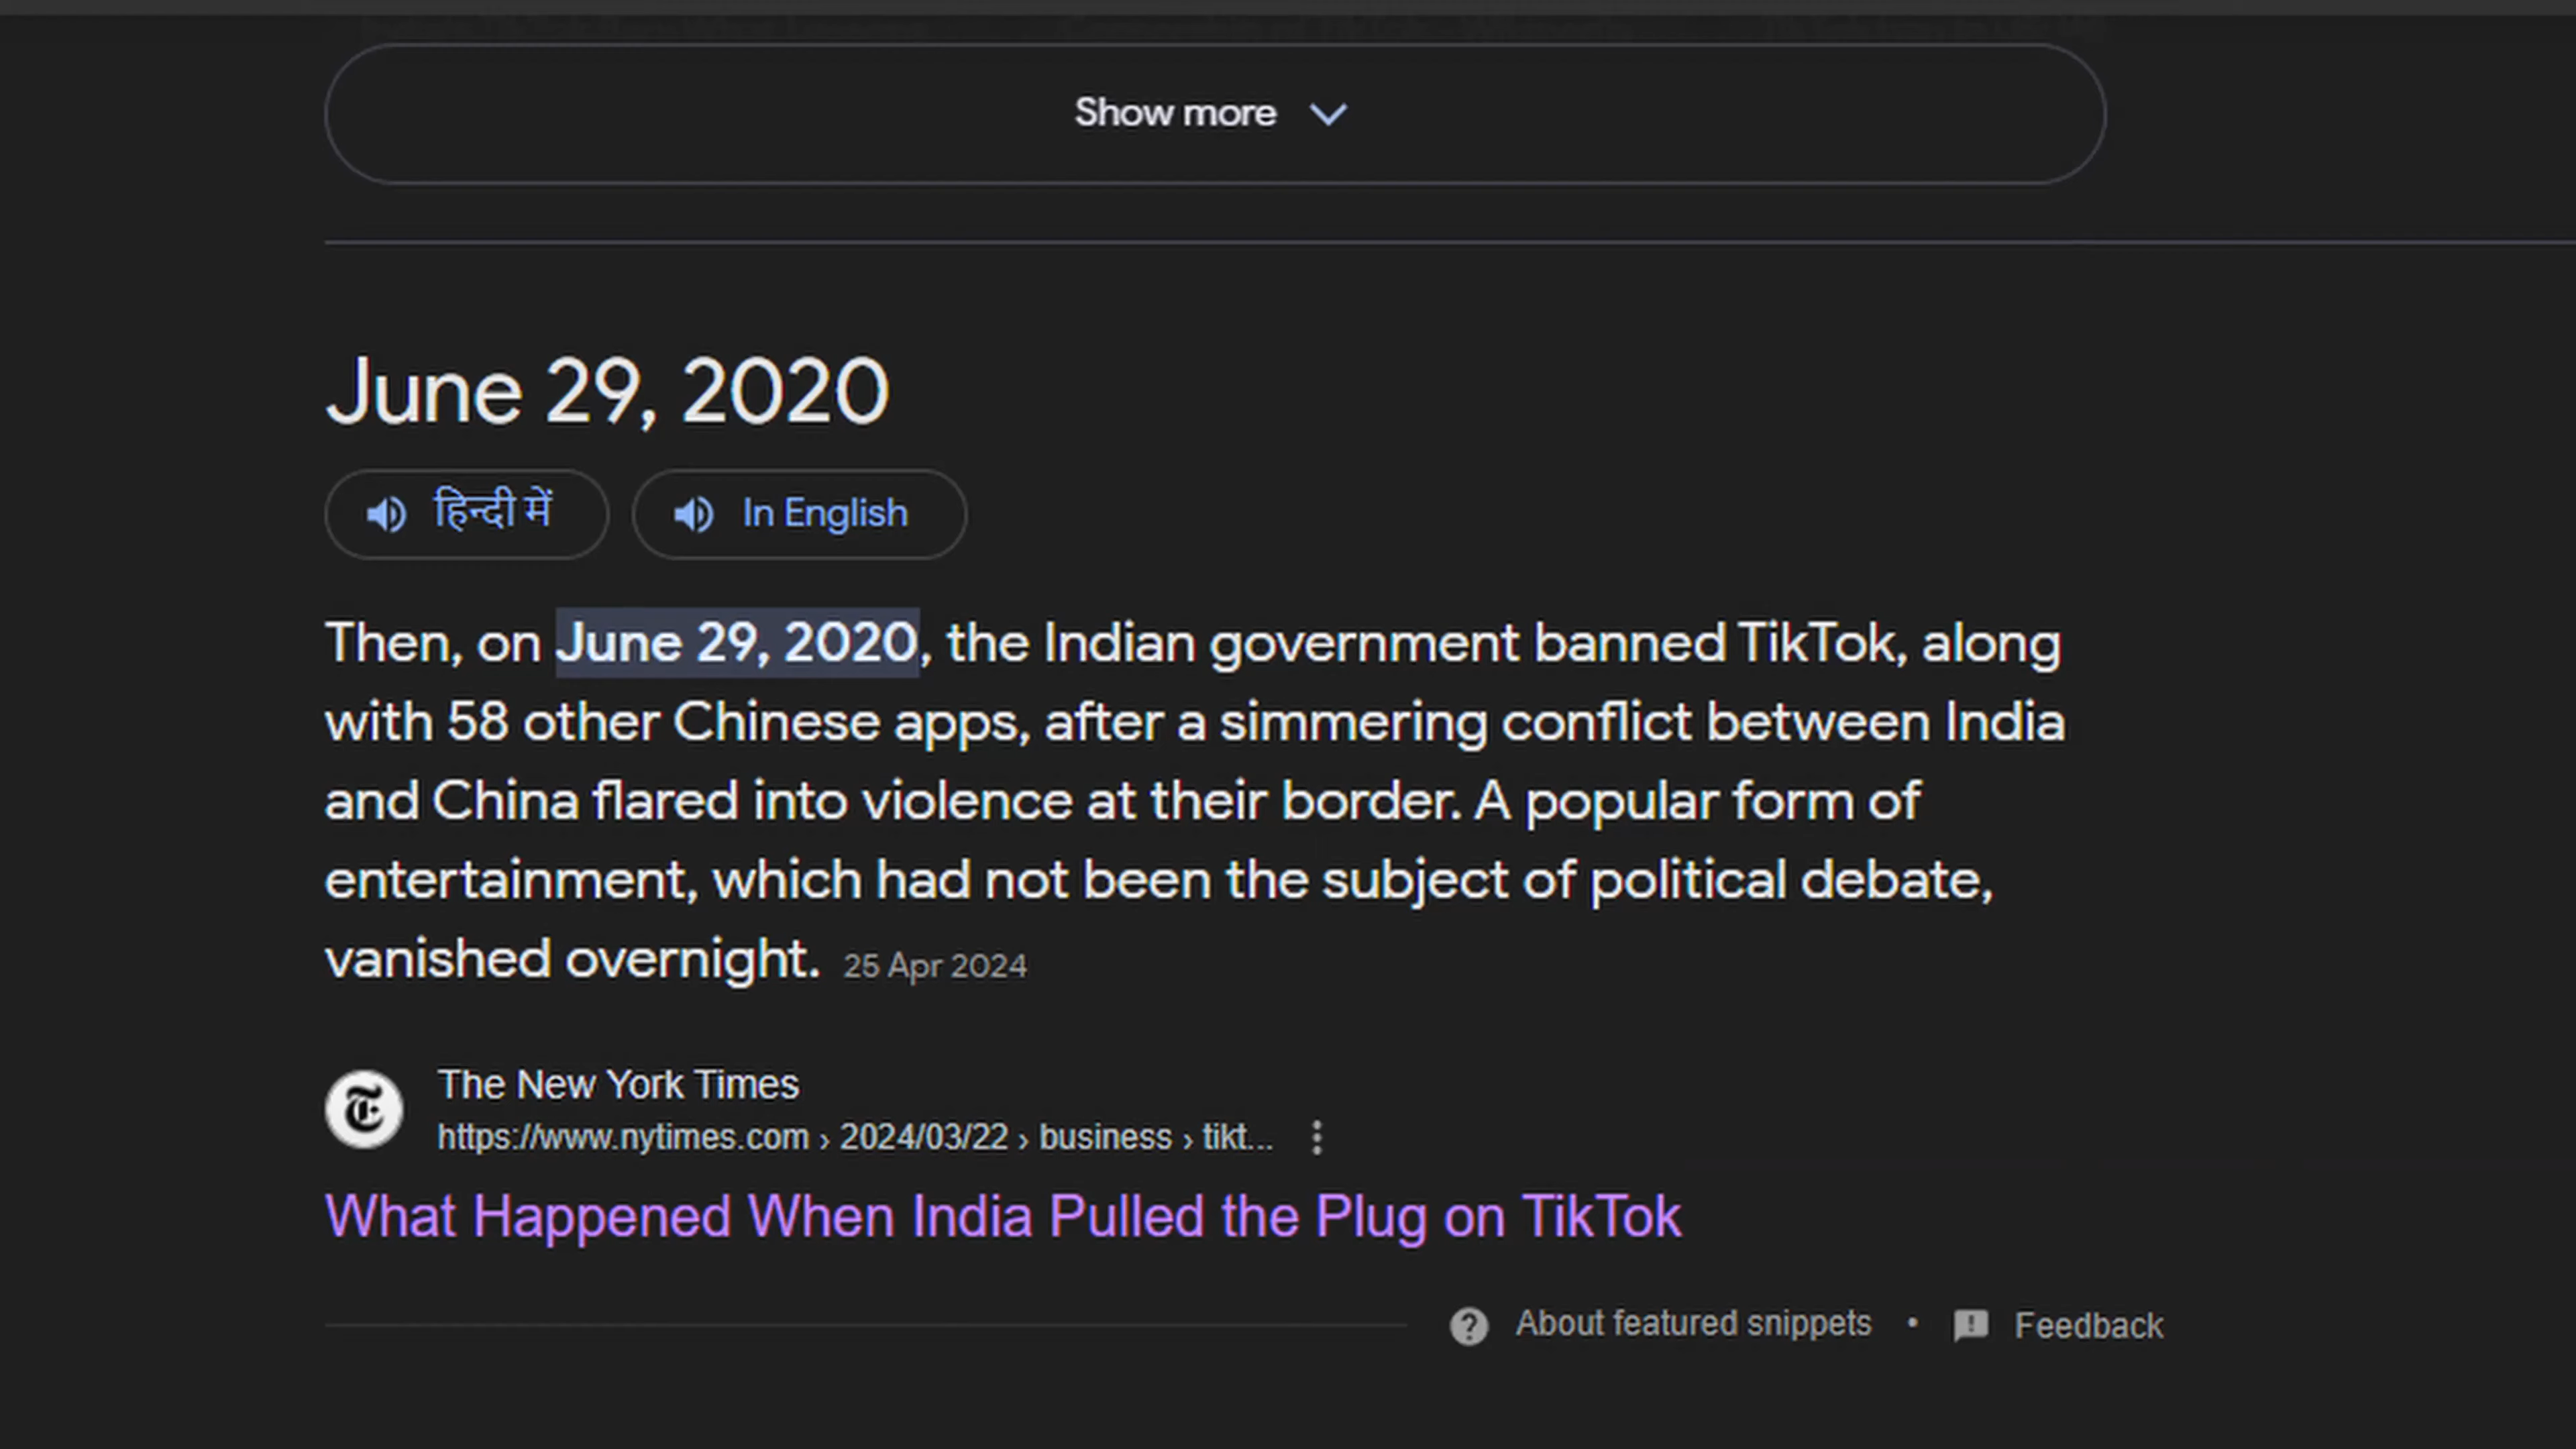 Show more
June 29, 2020
हिन्दी में
In English
Then, on June 29, 2020, the Indian government banned TikTok, along
with 58 other Chinese apps, after a simmering conflict between India
and China flared into violence at their border. A popular form of
entertainment, which had not been the subject of political debate,
vanished overnight. 25 Apr 2024
The New York Times
https://www.nytimes.com › 2024/03/22 › business › tikt...
What Happened When India Pulled the Plug on TikTok
About featured snippets • Feedback